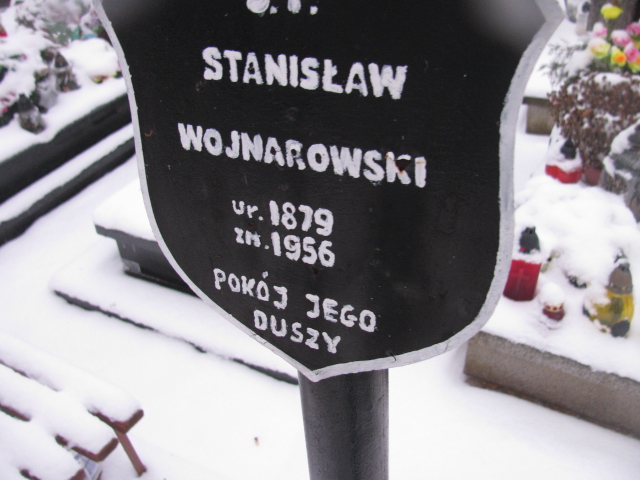 Ś.P.
STANISŁAW
WOJNAROWSKI
ur. 1879
zm. 1956
POKÓJ JEGO
DUSZY